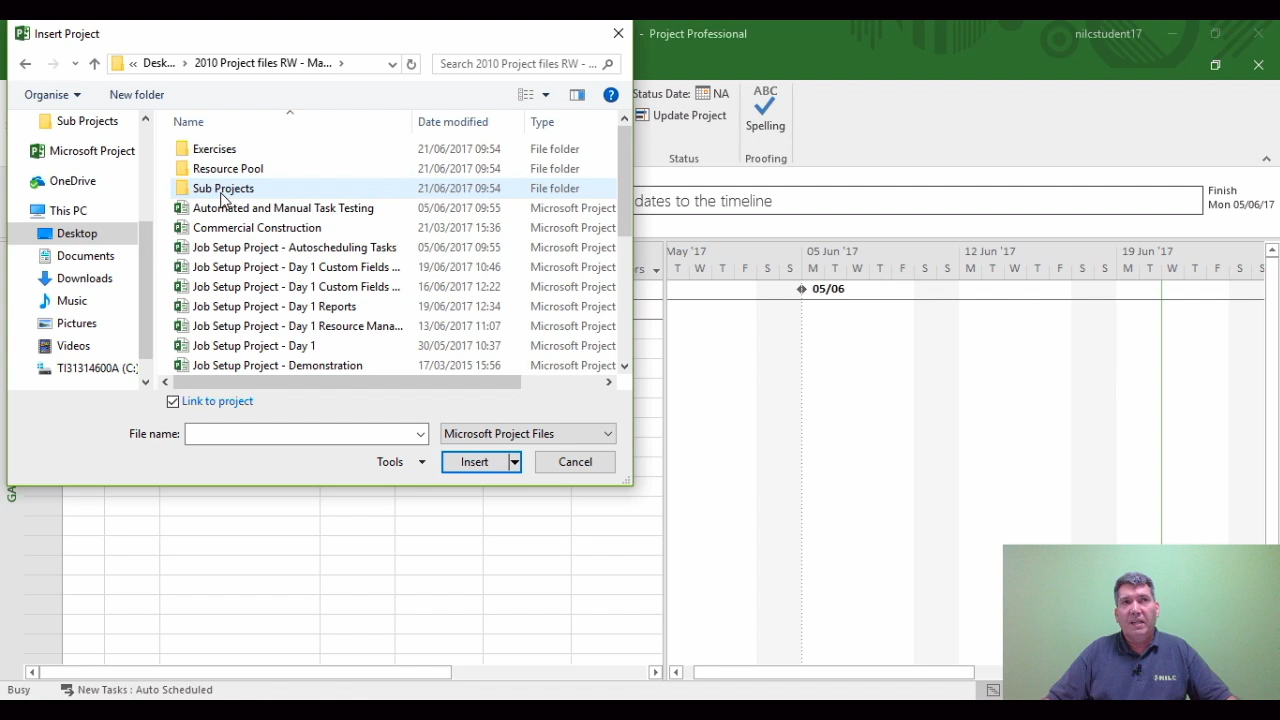 Insert Project
- Project Professional
nilcstudent17
« Desk... > 2010 Project files RW - Ma... >
Search 2010 Project files RW - ...
Organise
New folder
Status Date: NA
Update Project
ABC
Spelling
Status
Proofing
Name
Date modified
Type
Sub Projects
Microsoft Project
OneDrive
This PC
Desktop
Documents
Downloads
Music
Pictures
Videos
TI31314600A (C:)
Exercises 21/06/2017 09:54 File folder
Resource Pool 21/06/2017 09:54 File folder
Sub Projects 21/06/2017 09:54 File folder
Automated and Manual Task Testing 05/06/2017 09:55 Microsoft Project
Commercial Construction 21/03/2017 15:36 Microsoft Project
Job Setup Project - Autoscheduling Tasks 05/06/2017 09:55 Microsoft Project
Job Setup Project - Day 1 Custom Fields ... 19/06/2017 10:46 Microsoft Project
Job Setup Project - Day 1 Custom Fields ... 16/06/2017 12:22 Microsoft Project
Job Setup Project - Day 1 Reports 19/06/2017 12:34 Microsoft Project
Job Setup Project - Day 1 Resource Mana... 13/06/2017 11:07 Microsoft Project
Job Setup Project - Day 1 30/05/2017 10:37 Microsoft Project
Job Setup Project - Demonstration 17/03/2015 15:56 Microsoft Project
Link to project
File name:
Microsoft Project Files
Tools
Insert
Cancel
dates to the timeline
Finish
Mon 05/06/17
May '17
05 Jun '17
12 Jun '17
19 Jun '17
T W T F S S M T W T F S S M T W T F S S M T W T F S S
05/06
GA
NILC
Busy
New Tasks : Auto Scheduled